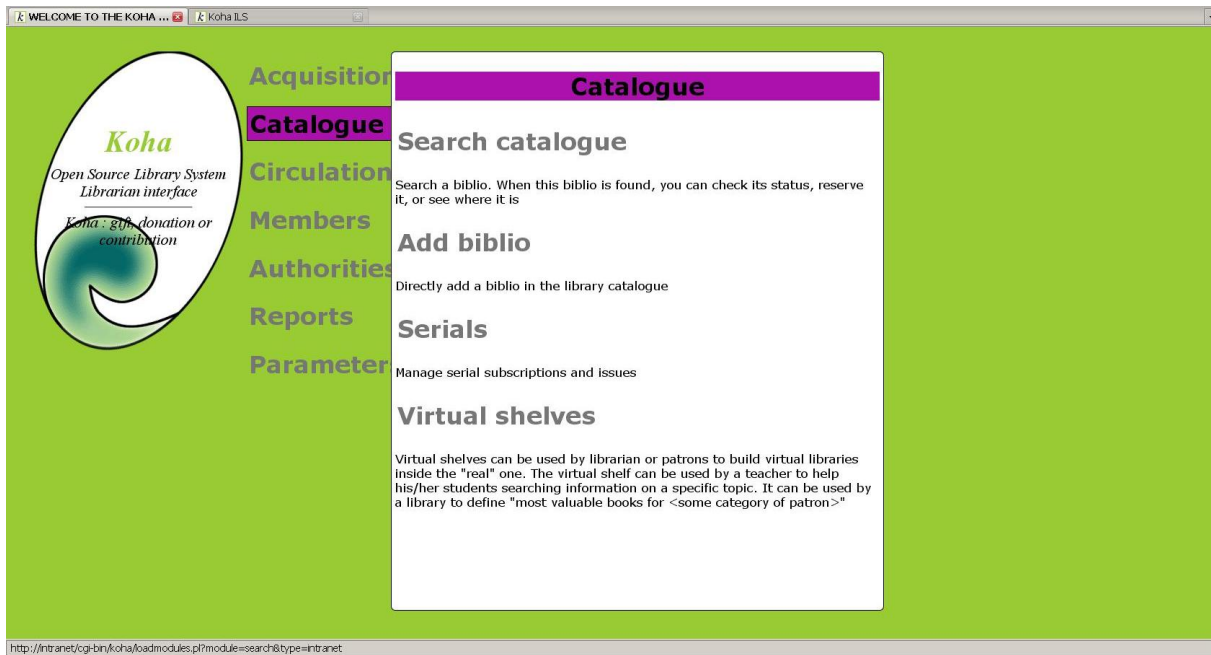 WELCOME TO THE KOHA ...
Koha ILS
Koha
Open Source Library System
Librarian interface
Koha : gift, donation or
contribution
Acquisition
Catalogue
Circulation
Members
Authorities
Reports
Parameter
Catalogue
Search catalogue
Search a biblio. When this biblio is found, you can check its status, reserve
it, or see where it is
Add biblio
Directly add a biblio in the library catalogue
Serials
Manage serial subscriptions and issues
Virtual shelves
Virtual shelves can be used by librarian or patrons to build virtual libraries
inside the "real" one. The virtual shelf can be used by a teacher to help
his/her students searching information on a specific topic. It can be used by
a library to define "most valuable books for <some category of patron>"
http://intranet/cgi-bin/koha/loadmodules.pl?module=search&type=intranet